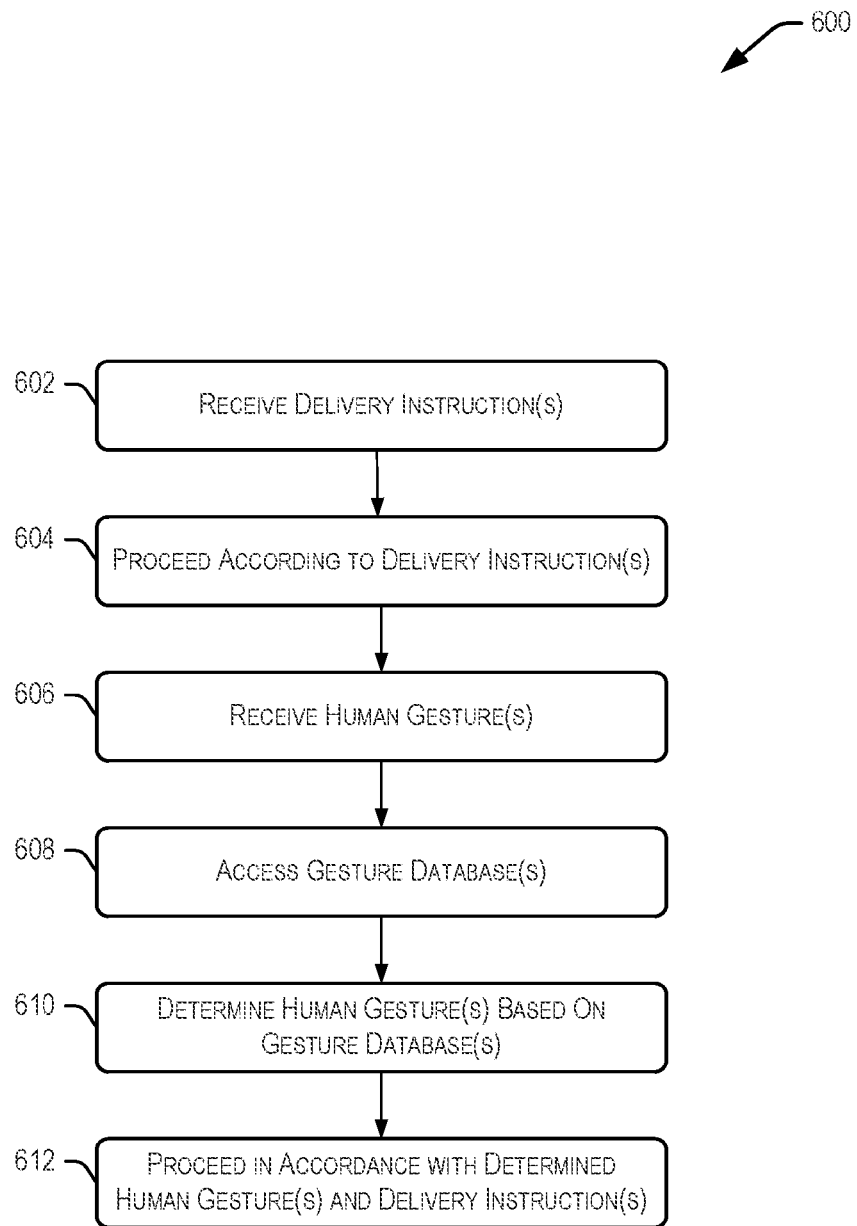 600
602
RECEIVE DELIVERY INSTRUCTION(S)
604
PROCEED ACCORDING TO DELIVERY INSTRUCTION(S)
606
RECEIVE HUMAN GESTURE(S)
608
ACCESS GESTURE DATABASE(S)
610
DETERMINE HUMAN GESTURE(S) BASED ON
GESTURE DATABASE(S)
612
PROCEED IN ACCORDANCE WITH DETERMINED
HUMAN GESTURE(S) AND DELIVERY INSTRUCTION(S)